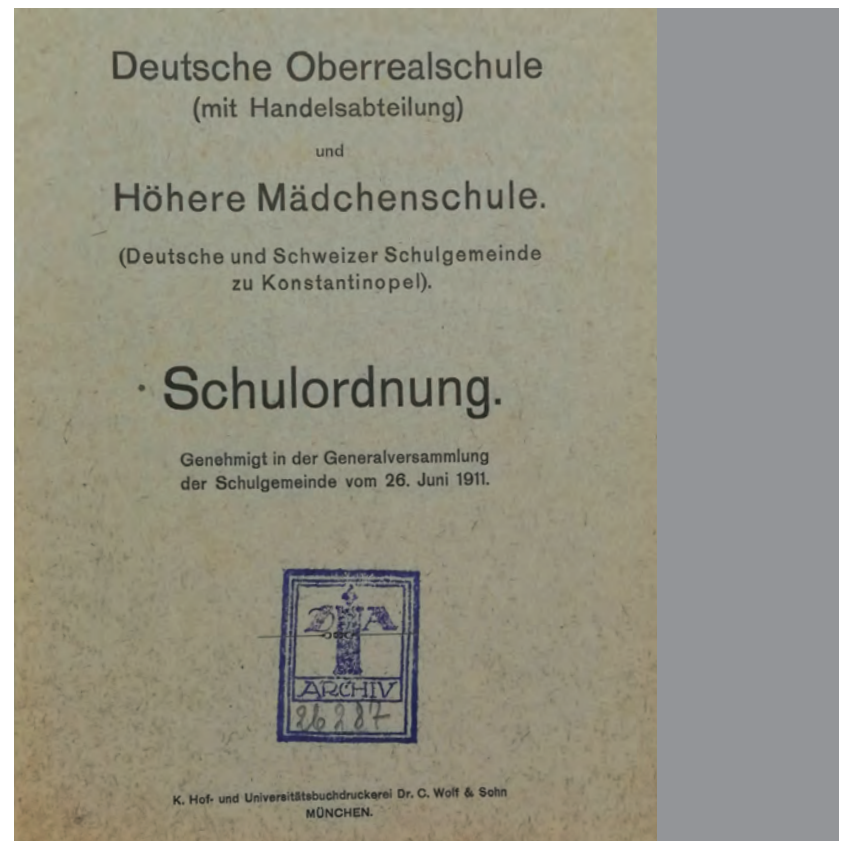 Deutsche Oberrealschule
(mit Handelsabteilung)
und
Höhere Mädchenschule.
(Deutsche und Schweizer Schulgemeinde
zu Konstantinopel).
Schulordnung.
Genehmigt in der Generalversammlung
der Schulgemeinde vom 26. Juni 1911.
ARCHIV
26287
K. Hof- und Universitätsbuchdruckerei Dr. C. Wolf & Sohn
MÜNCHEN.